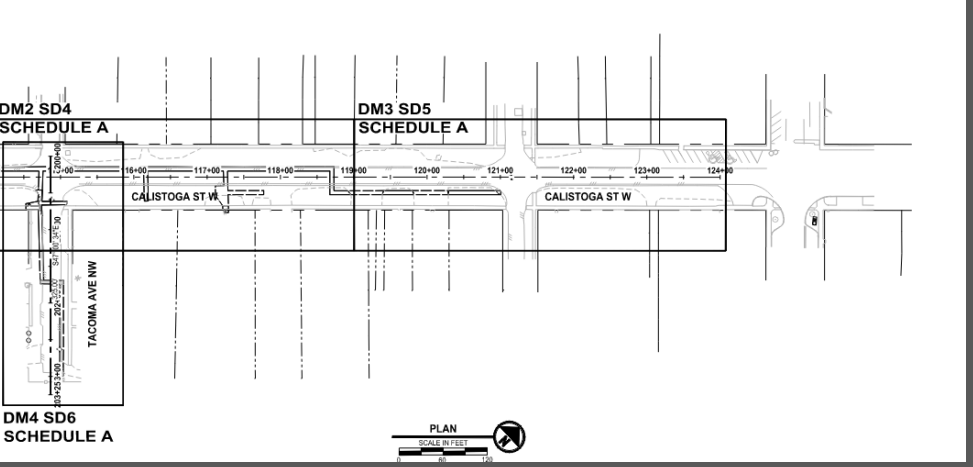 DM2 SD4
SCHEDULE A
DM3 SD5
SCHEDULE A
200+00
116+00
117+00
118+00
119+00
120+00
121+00
122+00
123+00
124+00
CALISTOGA ST W
CALISTOGA ST W
TACOMA AVE NW
DM4 SD6
SCHEDULE A
PLAN
N
SCALE IN FEET
0 60 120